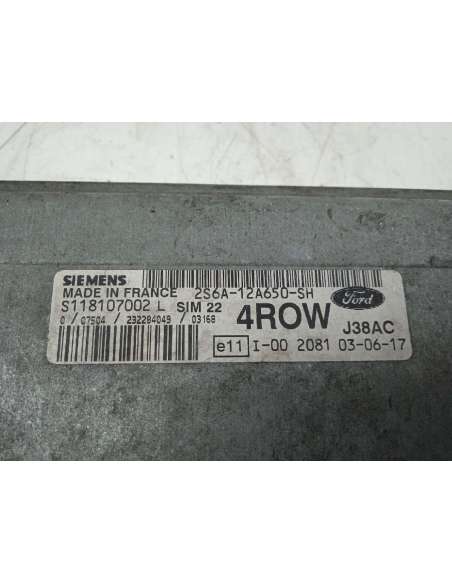 SIEMENS
MADE IN FRANCE 2S6A-12A650-SH
S118107002 L SIM 22 4ROW Ford J38AC
0 / 07504 / 232284049 / 03168
e11 I-00 2081 03-06-17